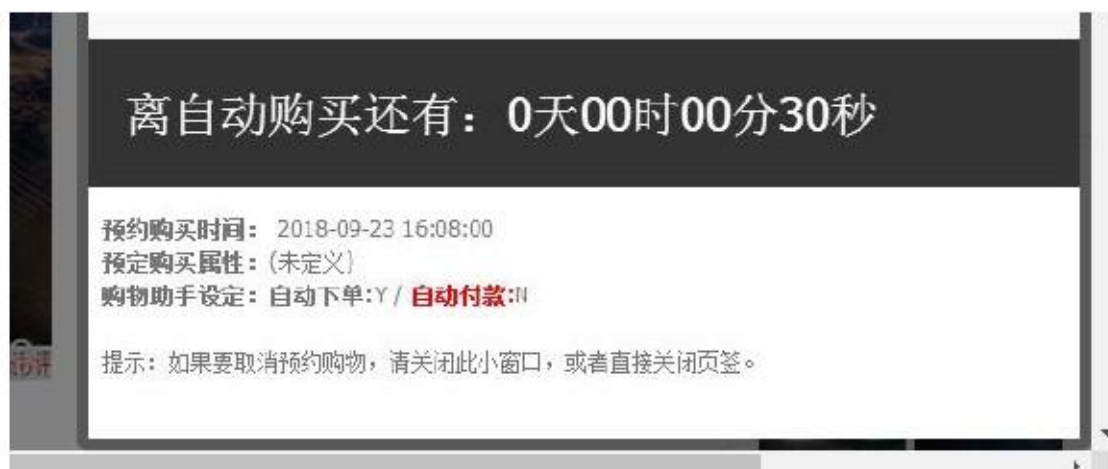 离自动购买还有：0天00时00分30秒
预约购买时间： 2018-09-23 16:08:00
预定购买属性：(未定义)
购物助手设定：自动下单:Y / 自动付款:N
提示：如果要取消预约购物，请关闭此小窗口，或者直接关闭页签。